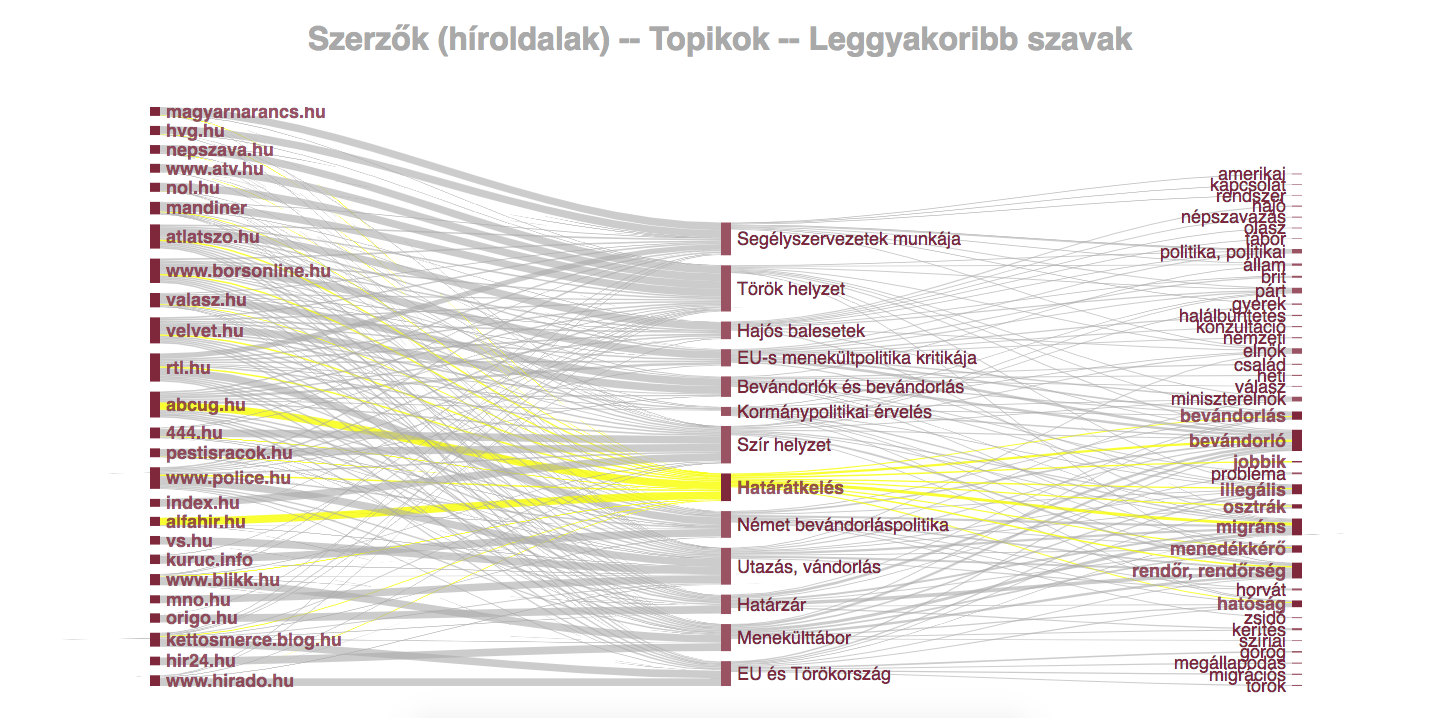 Szerzők (híroldalak) -- Topikok -- Leggyakoribb szavak
magyarnarancs.hu
hvg.hu
nepszava.hu
www.atv.hu
nol.hu
mandiner
atlatszo.hu
www.borsonline.hu
valasz.hu
velvet.hu
rtl.hu
abcug.hu
444.hu
pestisracok.hu
www.police.hu
index.hu
alfahir.hu
vs.hu
kuruc.info
www.blikk.hu
mno.hu
origo.hu
kettosmerce.blog.hu
hir24.hu
www.hirado.hu
Segélyszervezetek munkája
Török helyzet
Hajós balesetek
EU-s menekültpolitika kritikája
Bevándorlók és bevándorlás
Kormánypolitikai érvelés
Szír helyzet
Határátkelés
Német bevándorláspolitika
Utazás, vándorlás
Határzár
Menekülttábor
EU és Törökország
amerikai
kapcsolat
rendszer
háló
népszavazás
olasz
tábor
politika, politikai
állam
brit
párt
gyerek
halálbüntetés
konzultáció
nemzeti
elnök
család
heti
válasz
miniszterelnök
bevándorlás
bevándorló
jobbik
probléma
illegális
osztrák
migráns
menedékkérő
rendőr, rendőrség
horvát
hatóság
zsidó
kerítés
szíriai
görög
megállapodás
migrációs
török